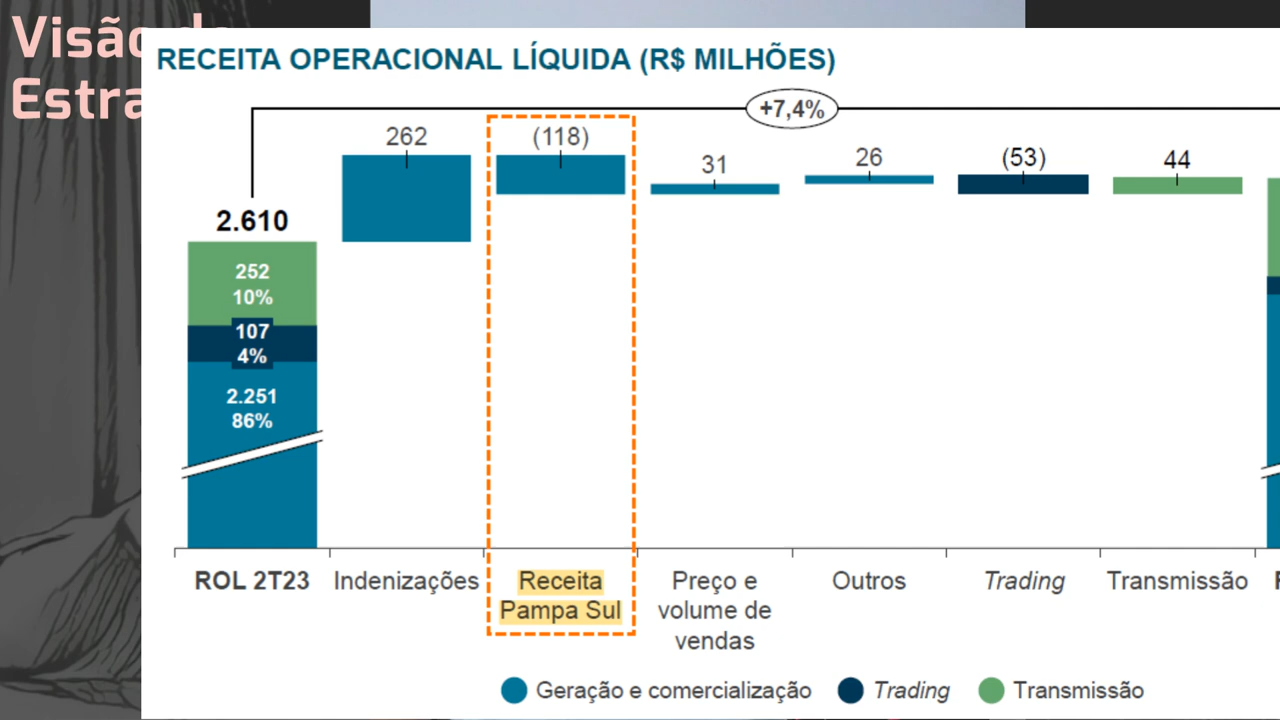 Visão
Estra
RECEITA OPERACIONAL LÍQUIDA (R$ MILHÕES)
+7,4%
262
(118)
31
26
(53)
44
2.610
252
10%
107
4%
2.251
86%
ROL 2T23
Indenizações
Receita
Pampa Sul
Preço e
volume de
vendas
Outros
Trading
Transmissão
Geração e comercialização
Trading
Transmissão